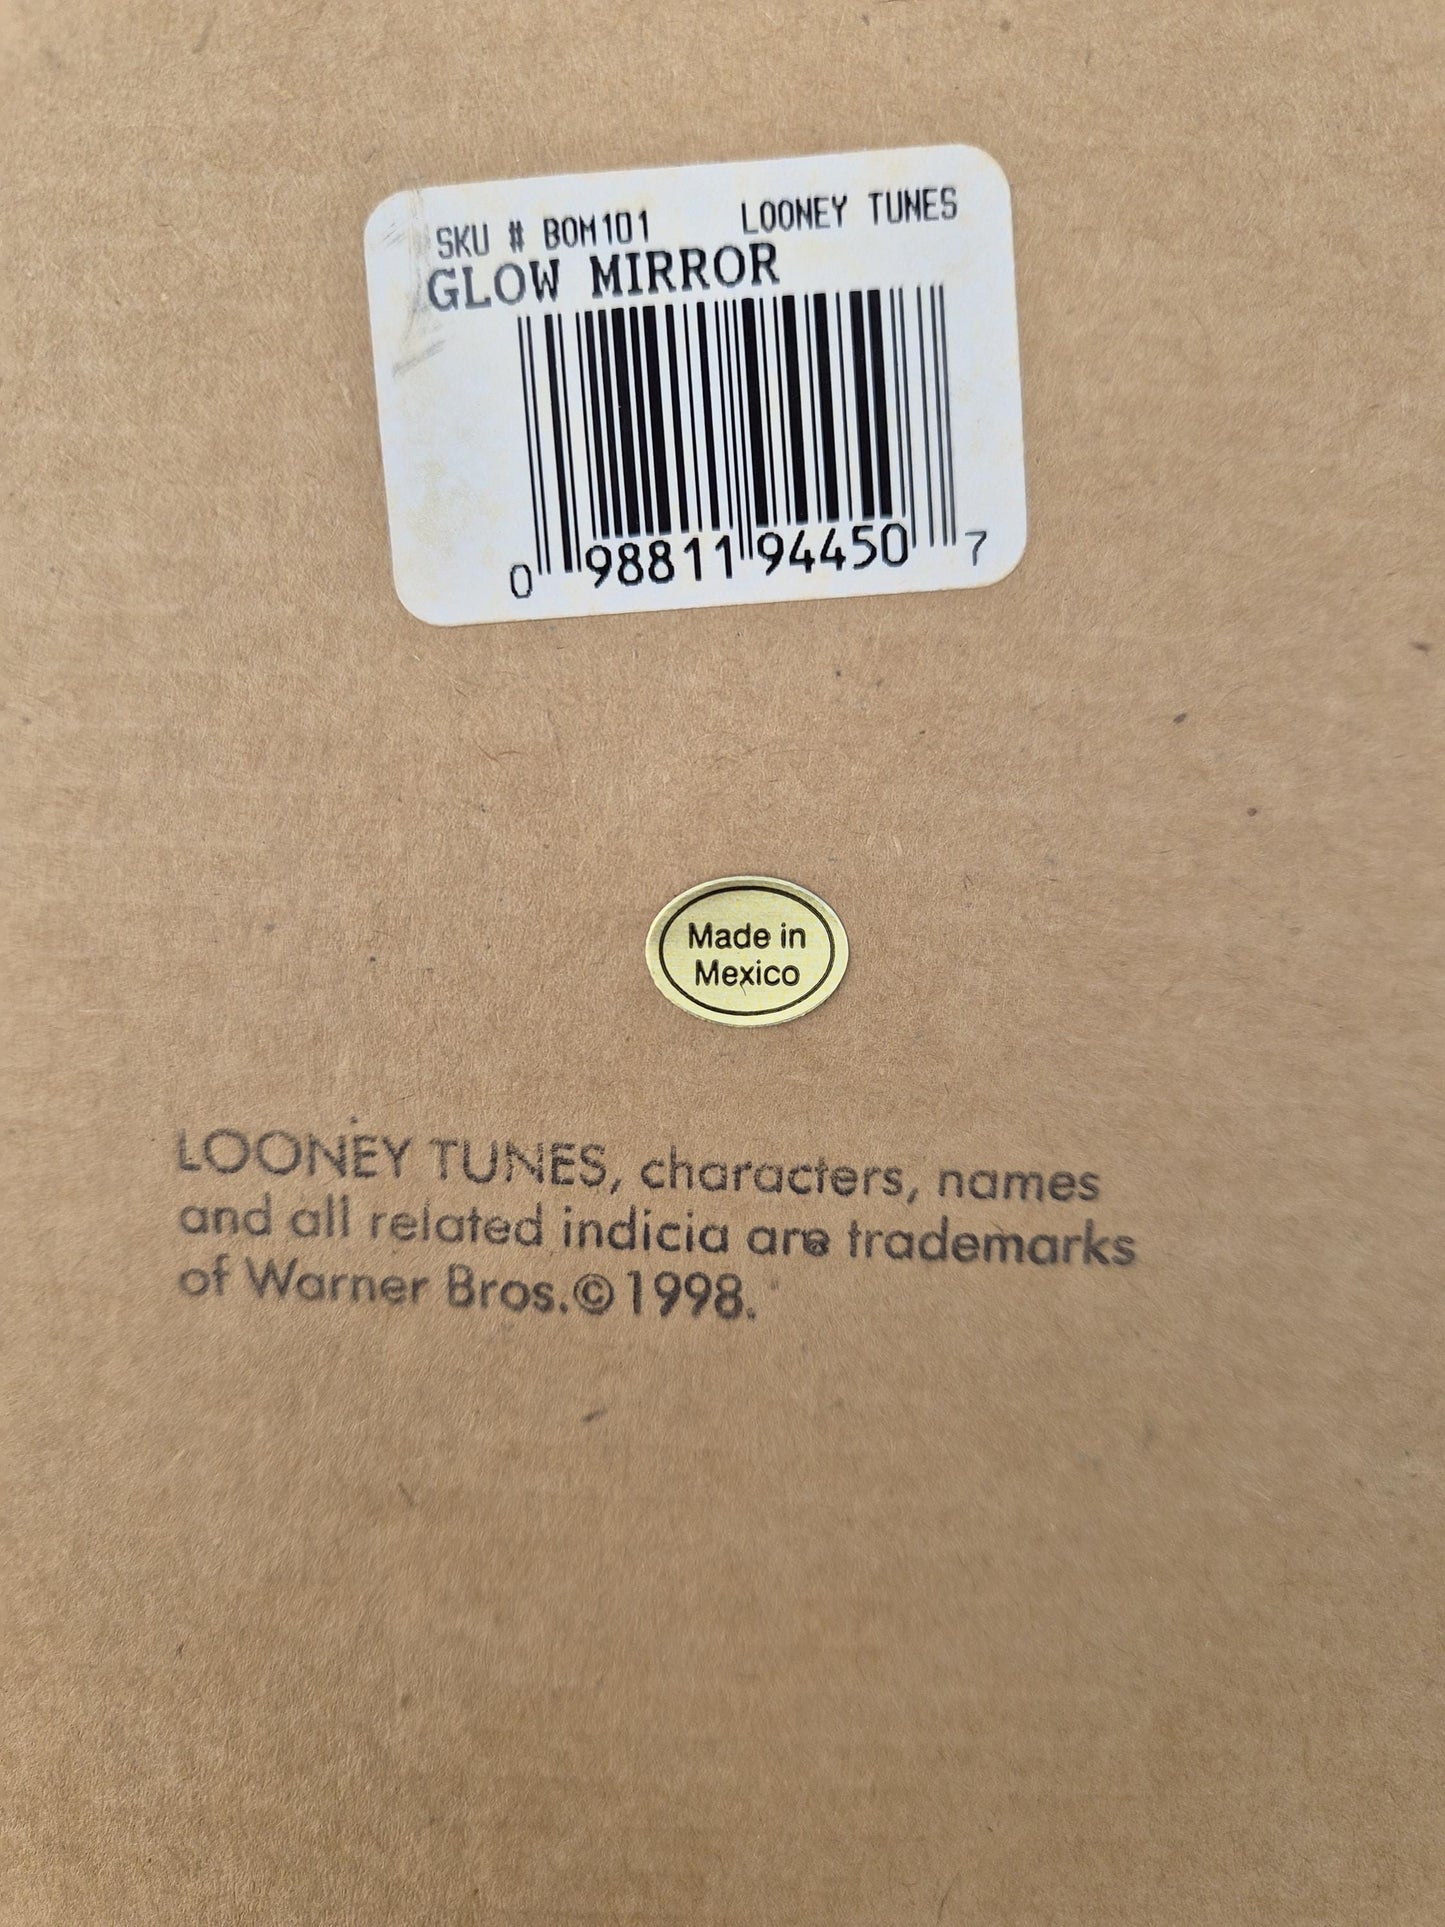 SKU # BOM101 LOONEY TUNES
GLOW MIRROR
0 98811 94450 7
Made in
Mexico
LOONEY TUNES, characters, names
and all related indicia are trademarks
of Warner Bros.©1998.